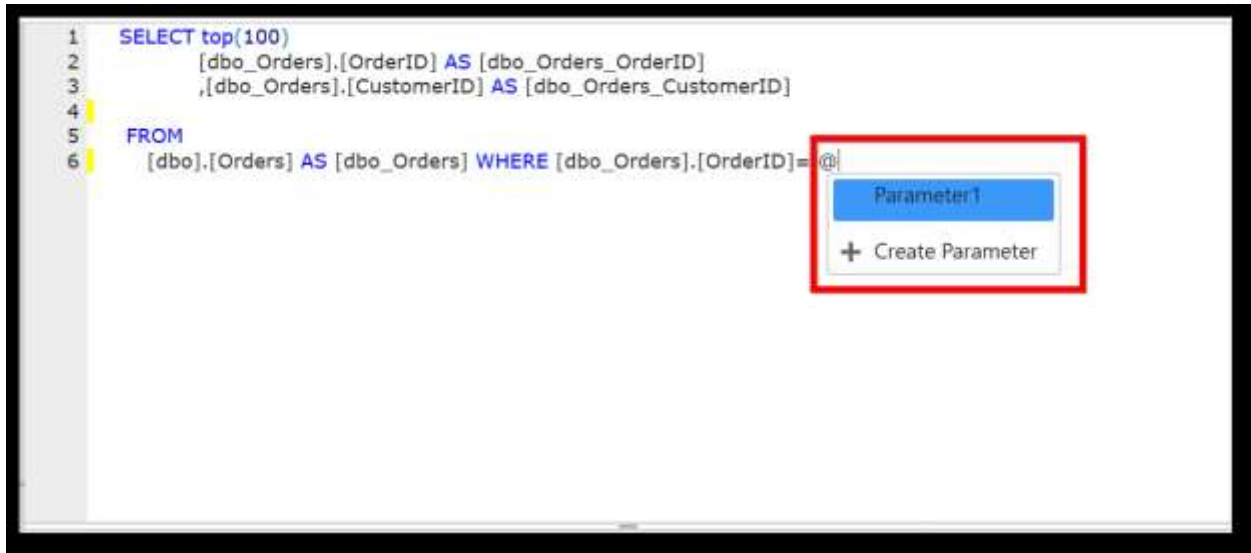 1 SELECT top(100)
2 [dbo_Orders].[OrderID] AS [dbo_Orders_OrderID]
3 ,[dbo_Orders].[CustomerID] AS [dbo_Orders_CustomerID]
4
5 FROM
6 [dbo].[Orders] AS [dbo_Orders] WHERE [dbo_Orders].[OrderID]= @
Parameter1
+ Create Parameter